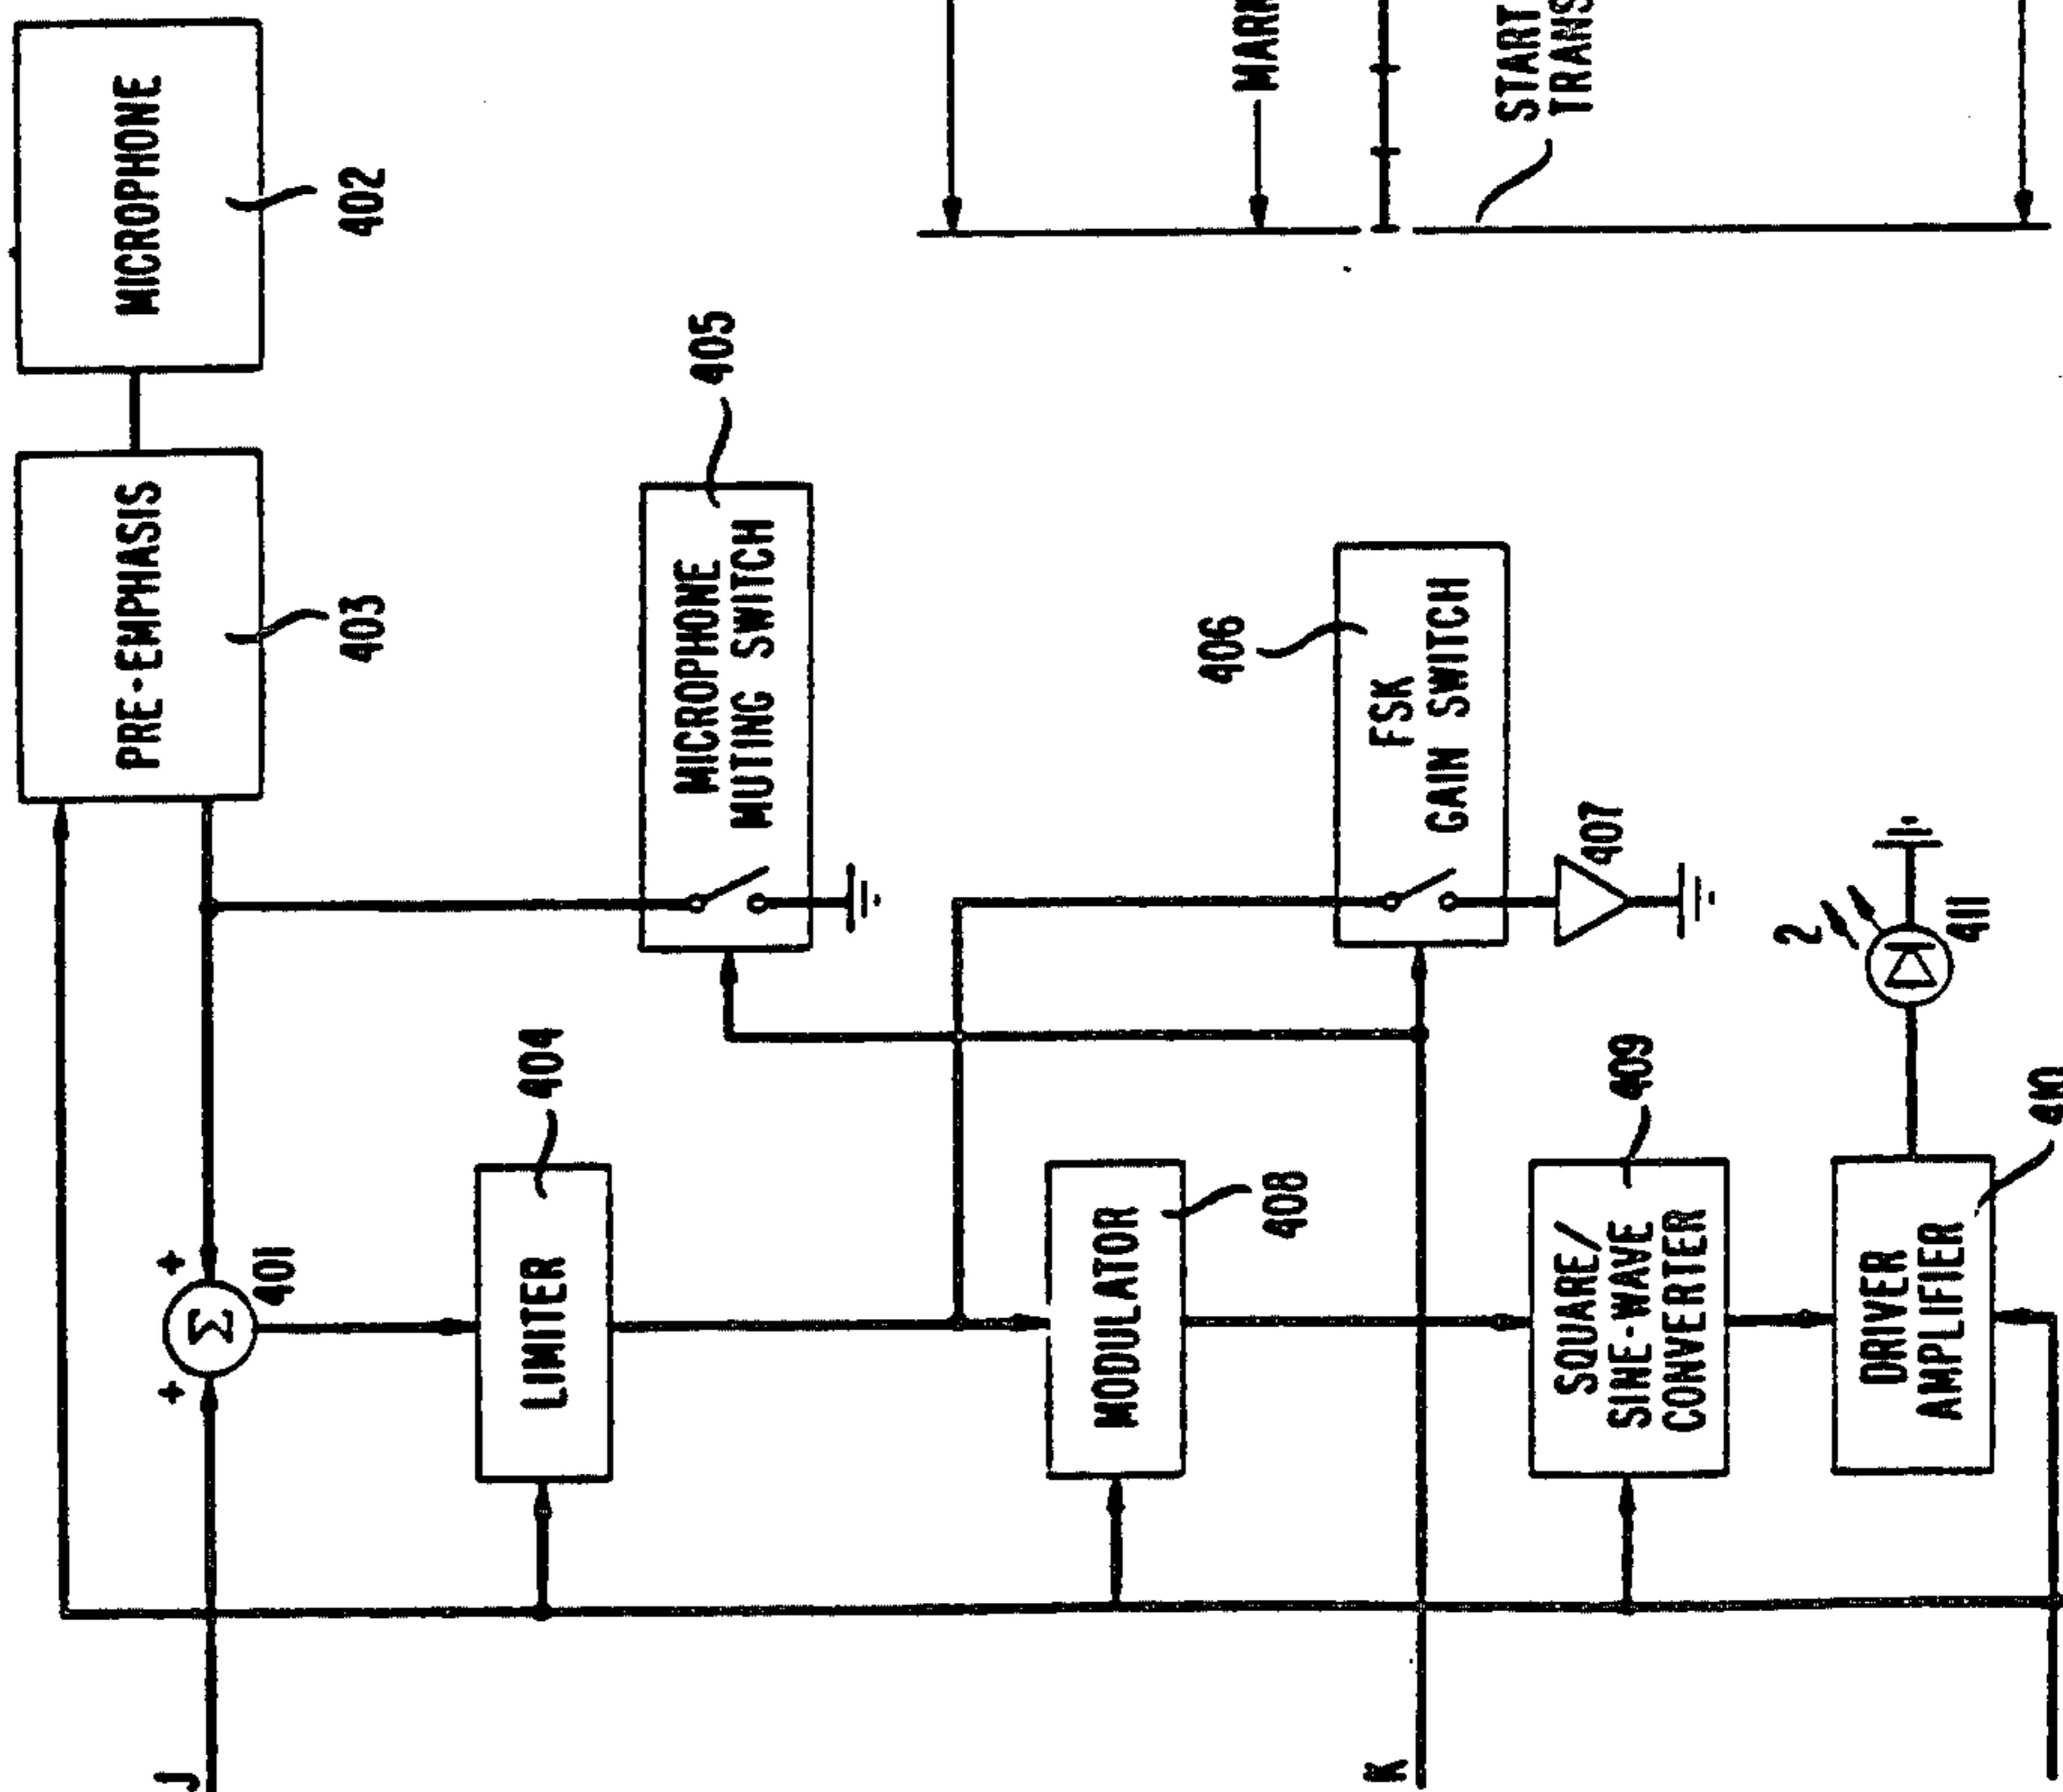 MICROPHONE
402
PRE-EMPHASIS
403
MICROPHONE
MUTING SWITCH
405
FSK
GAIN SWITCH
406
407
+
+
Σ
401
LIMITER
404
MODULATOR
408
SQUARE/
SINE-WAVE
CONVERTER
409
DRIVER
AMPLIFIER
410
2
411
J
K
START